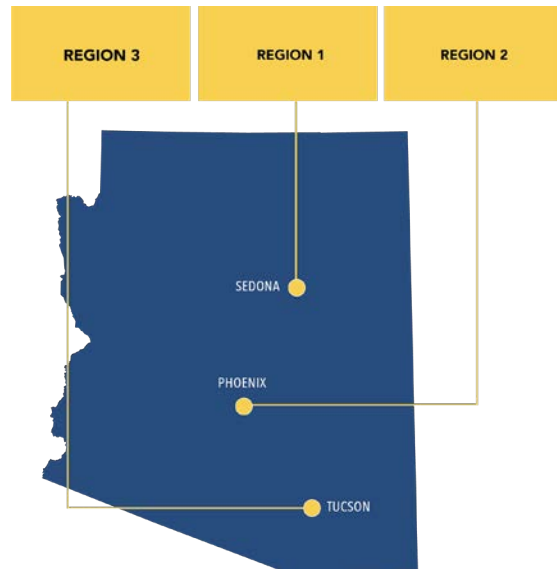 REGION 3
REGION 1
REGION 2
SEDONA
PHOENIX
TUCSON